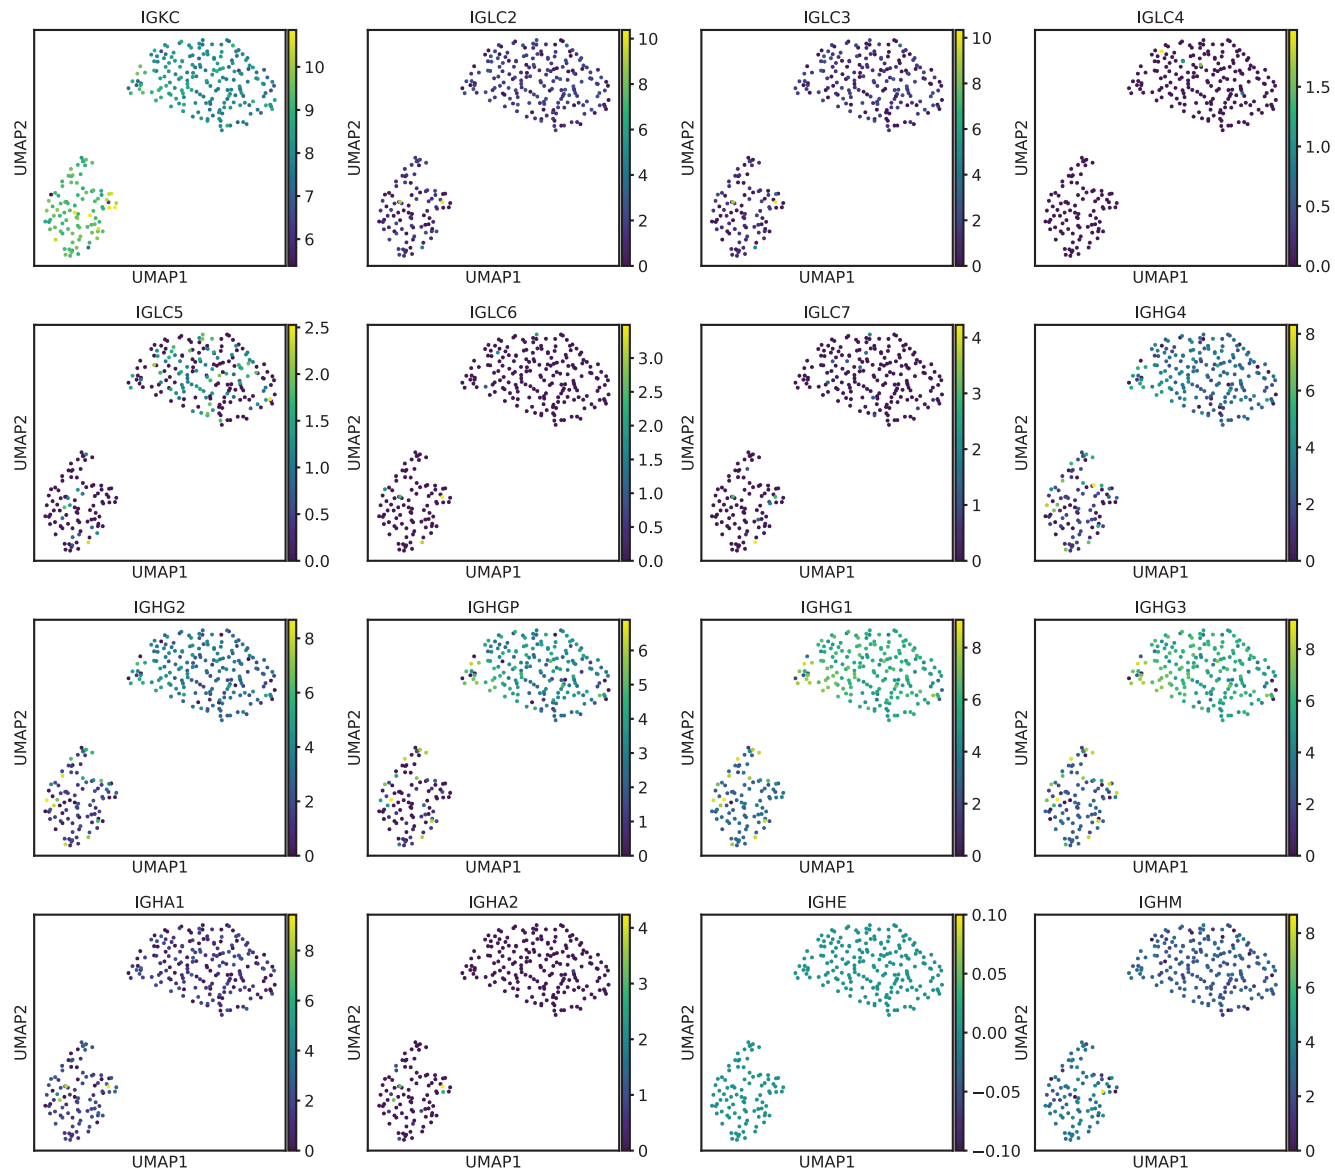 IGKC
IGLC2
IGLC3
IGLC4
UMAP2
10
9
8
7
6
UMAP1
UMAP2
10
8
6
4
2
0
UMAP1
UMAP2
10
8
6
4
2
0
UMAP1
UMAP2
1.5
1.0
0.5
0.0
UMAP1
IGLC5
IGLC6
IGLC7
IGHG4
UMAP2
2.5
2.0
1.5
1.0
0.5
0.0
UMAP1
UMAP2
3.0
2.5
2.0
1.5
1.0
0.5
0.0
UMAP1
UMAP2
4
3
2
1
0
UMAP1
UMAP2
8
6
4
2
0
UMAP1
IGHG2
IGHGP
IGHG1
IGHG3
UMAP2
8
6
4
2
0
UMAP1
UMAP2
6
5
4
3
2
1
0
UMAP1
UMAP2
8
6
4
2
0
UMAP1
UMAP2
8
6
4
2
0
UMAP1
IGHA1
IGHA2
IGHE
IGHM
UMAP2
8
6
4
2
0
UMAP1
UMAP2
4
3
2
1
0
UMAP1
UMAP2
0.10
0.05
0.00
−0.05
−0.10
UMAP1
UMAP2
8
6
4
2
0
UMAP1